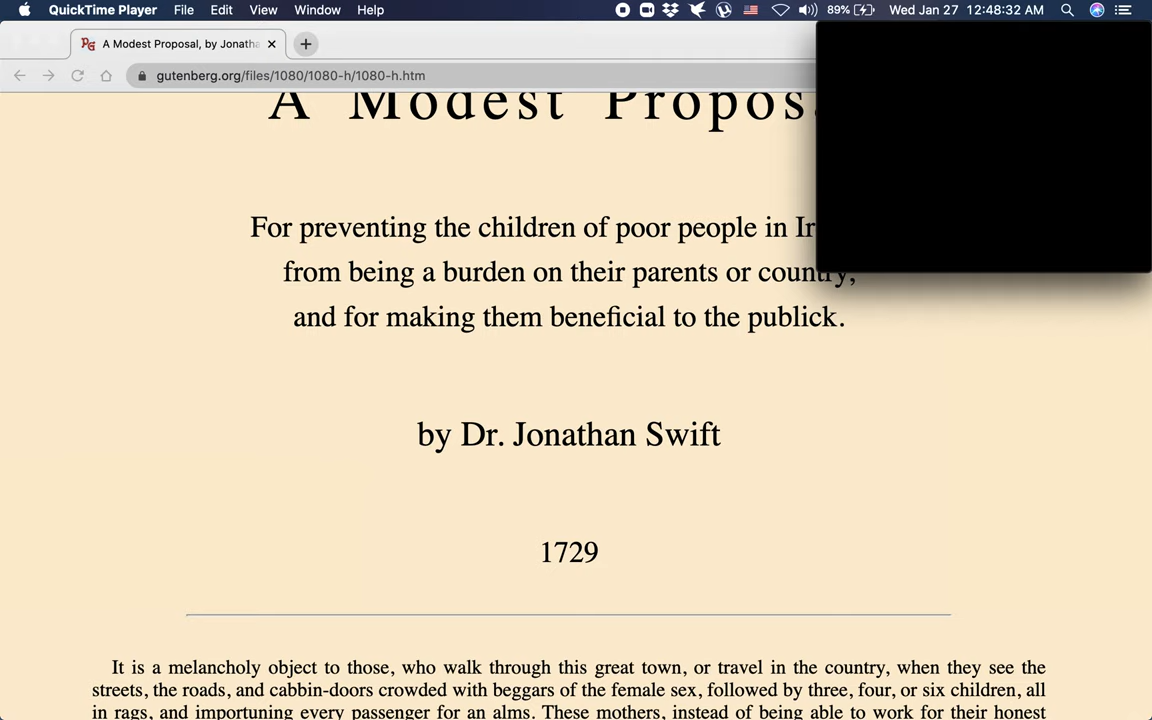 QuickTime Player File Edit View Window Help 89% Wed Jan 27 12:48:32 AM
A Modest Proposal, by Jonatha
gutenberg.org/files/1080/1080-h/1080-h.htm
A Modest Propos
For preventing the children of poor people in Ir
from being a burden on their parents or country,
and for making them beneficial to the publick.
by Dr. Jonathan Swift
1729
It is a melancholy object to those, who walk through this great town, or travel in the country, when they see the
streets, the roads, and cabbin-doors crowded with beggars of the female sex, followed by three, four, or six children, all
in rags, and importuning every passenger for an alms. These mothers, instead of being able to work for their honest